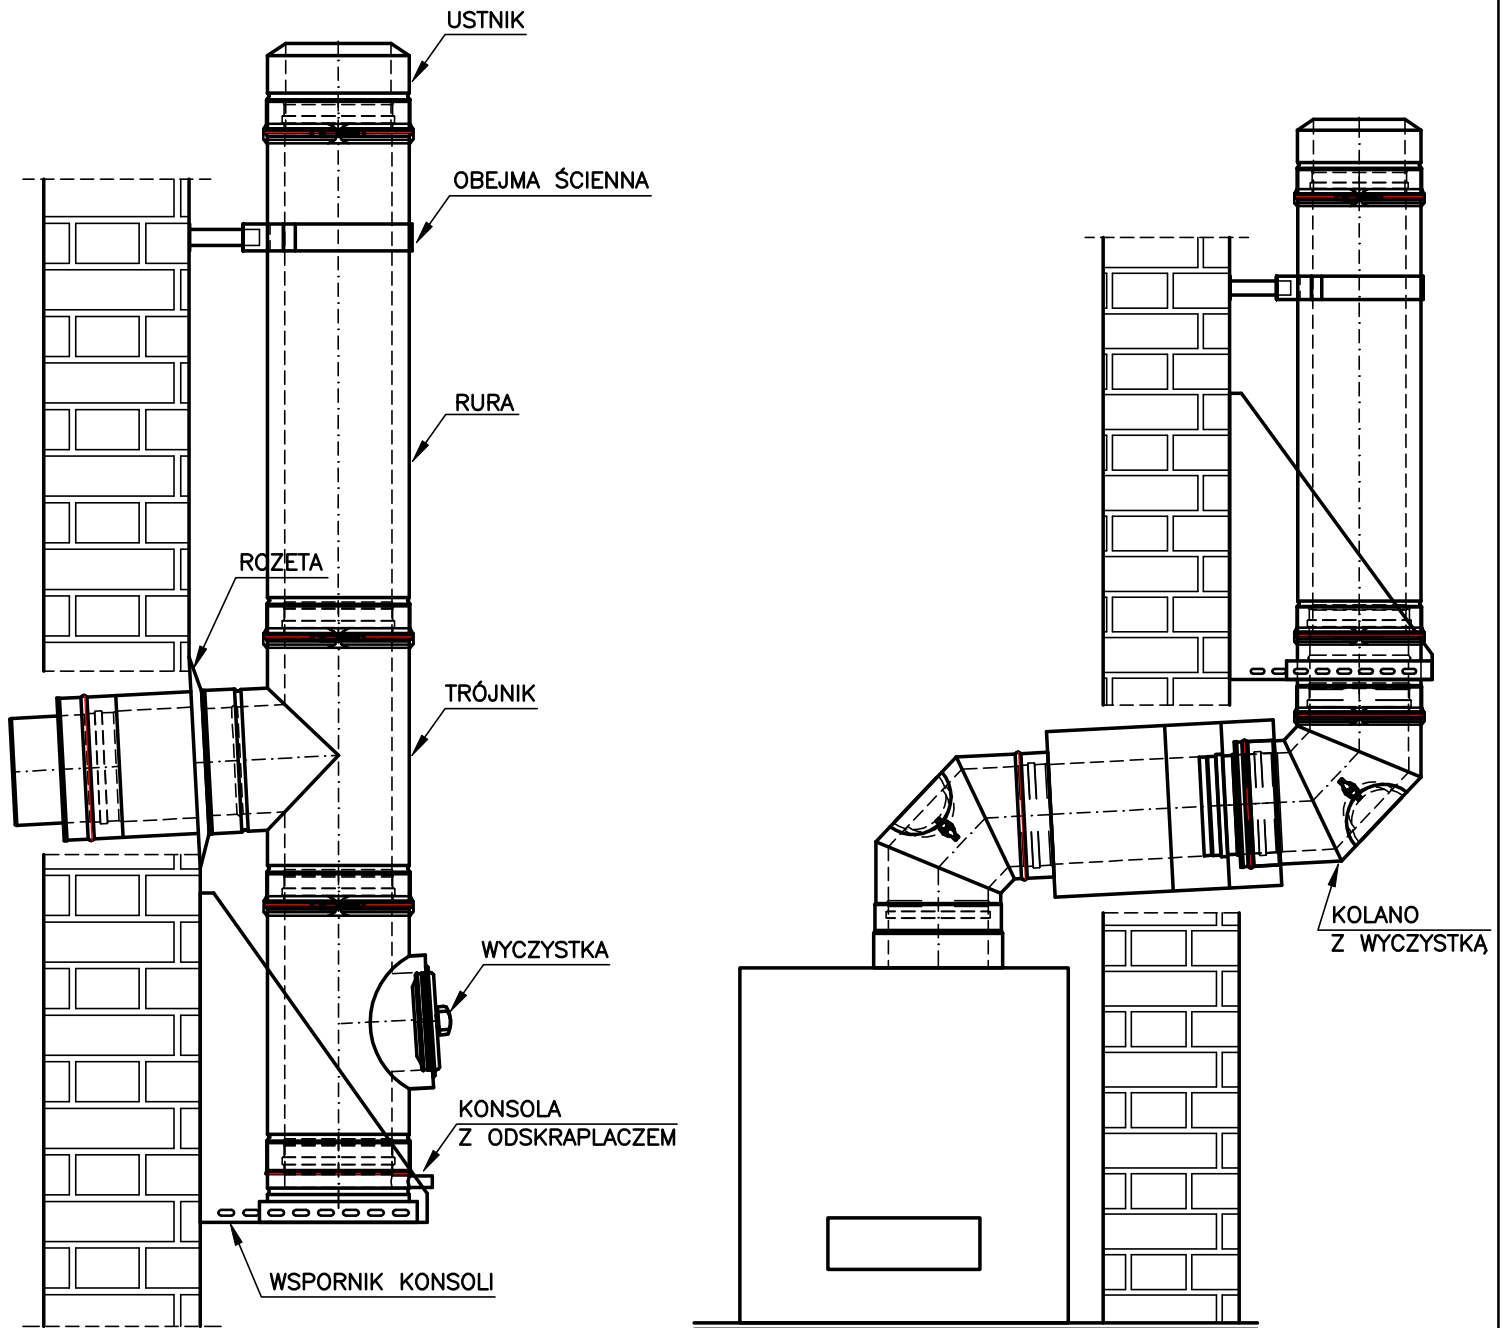 USTNIK
OBEJMA ŚCIENNA
RURA
ROZETA
TRÓJNIK
WYCZYSTKA
KONSOLA
Z ODSKRAPLACZEM
WSPORNIK KONSOLI
KOLANO
Z WYCZYSTKĄ